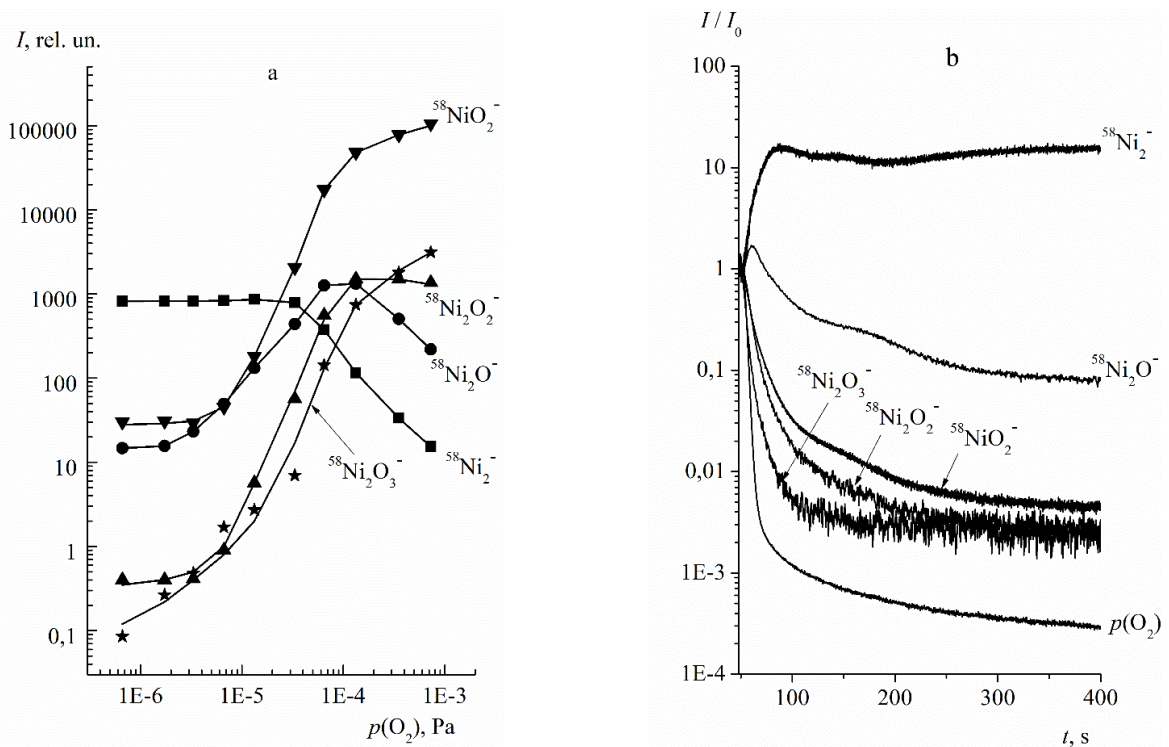 I, rel. un.
a
100000
10000
1000
100
10
1
0,1
1E-6
1E-5
1E-4
1E-3
p(O₂), Pa
⁵⁸NiO₂⁻
⁵⁸Ni₂O₂⁻
⁵⁸Ni₂O⁻
⁵⁸Ni₂⁻
⁵⁸Ni₂O₃⁻
I / I₀
b
100
10
1
0,1
0,01
1E-3
1E-4
100
200
300
400
t, s
⁵⁸Ni₂⁻
⁵⁸Ni₂O⁻
⁵⁸Ni₂O₃⁻
⁵⁸Ni₂O₂⁻
⁵⁸NiO₂⁻
p(O₂)